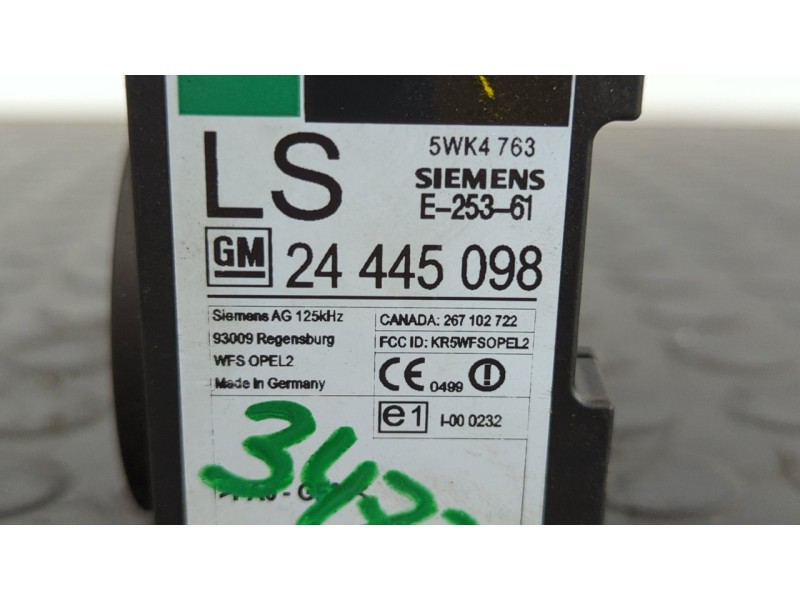 LS
5WK4 763
SIEMENS
E-253-61
GM 24 445 098
Siemens AG 125kHz
93009 Regensburg
WFS OPEL2
Made in Germany
CANADA: 267 102 722
FCC ID: KR5WFSOPEL2
CE 0499
e1 I-00 0232